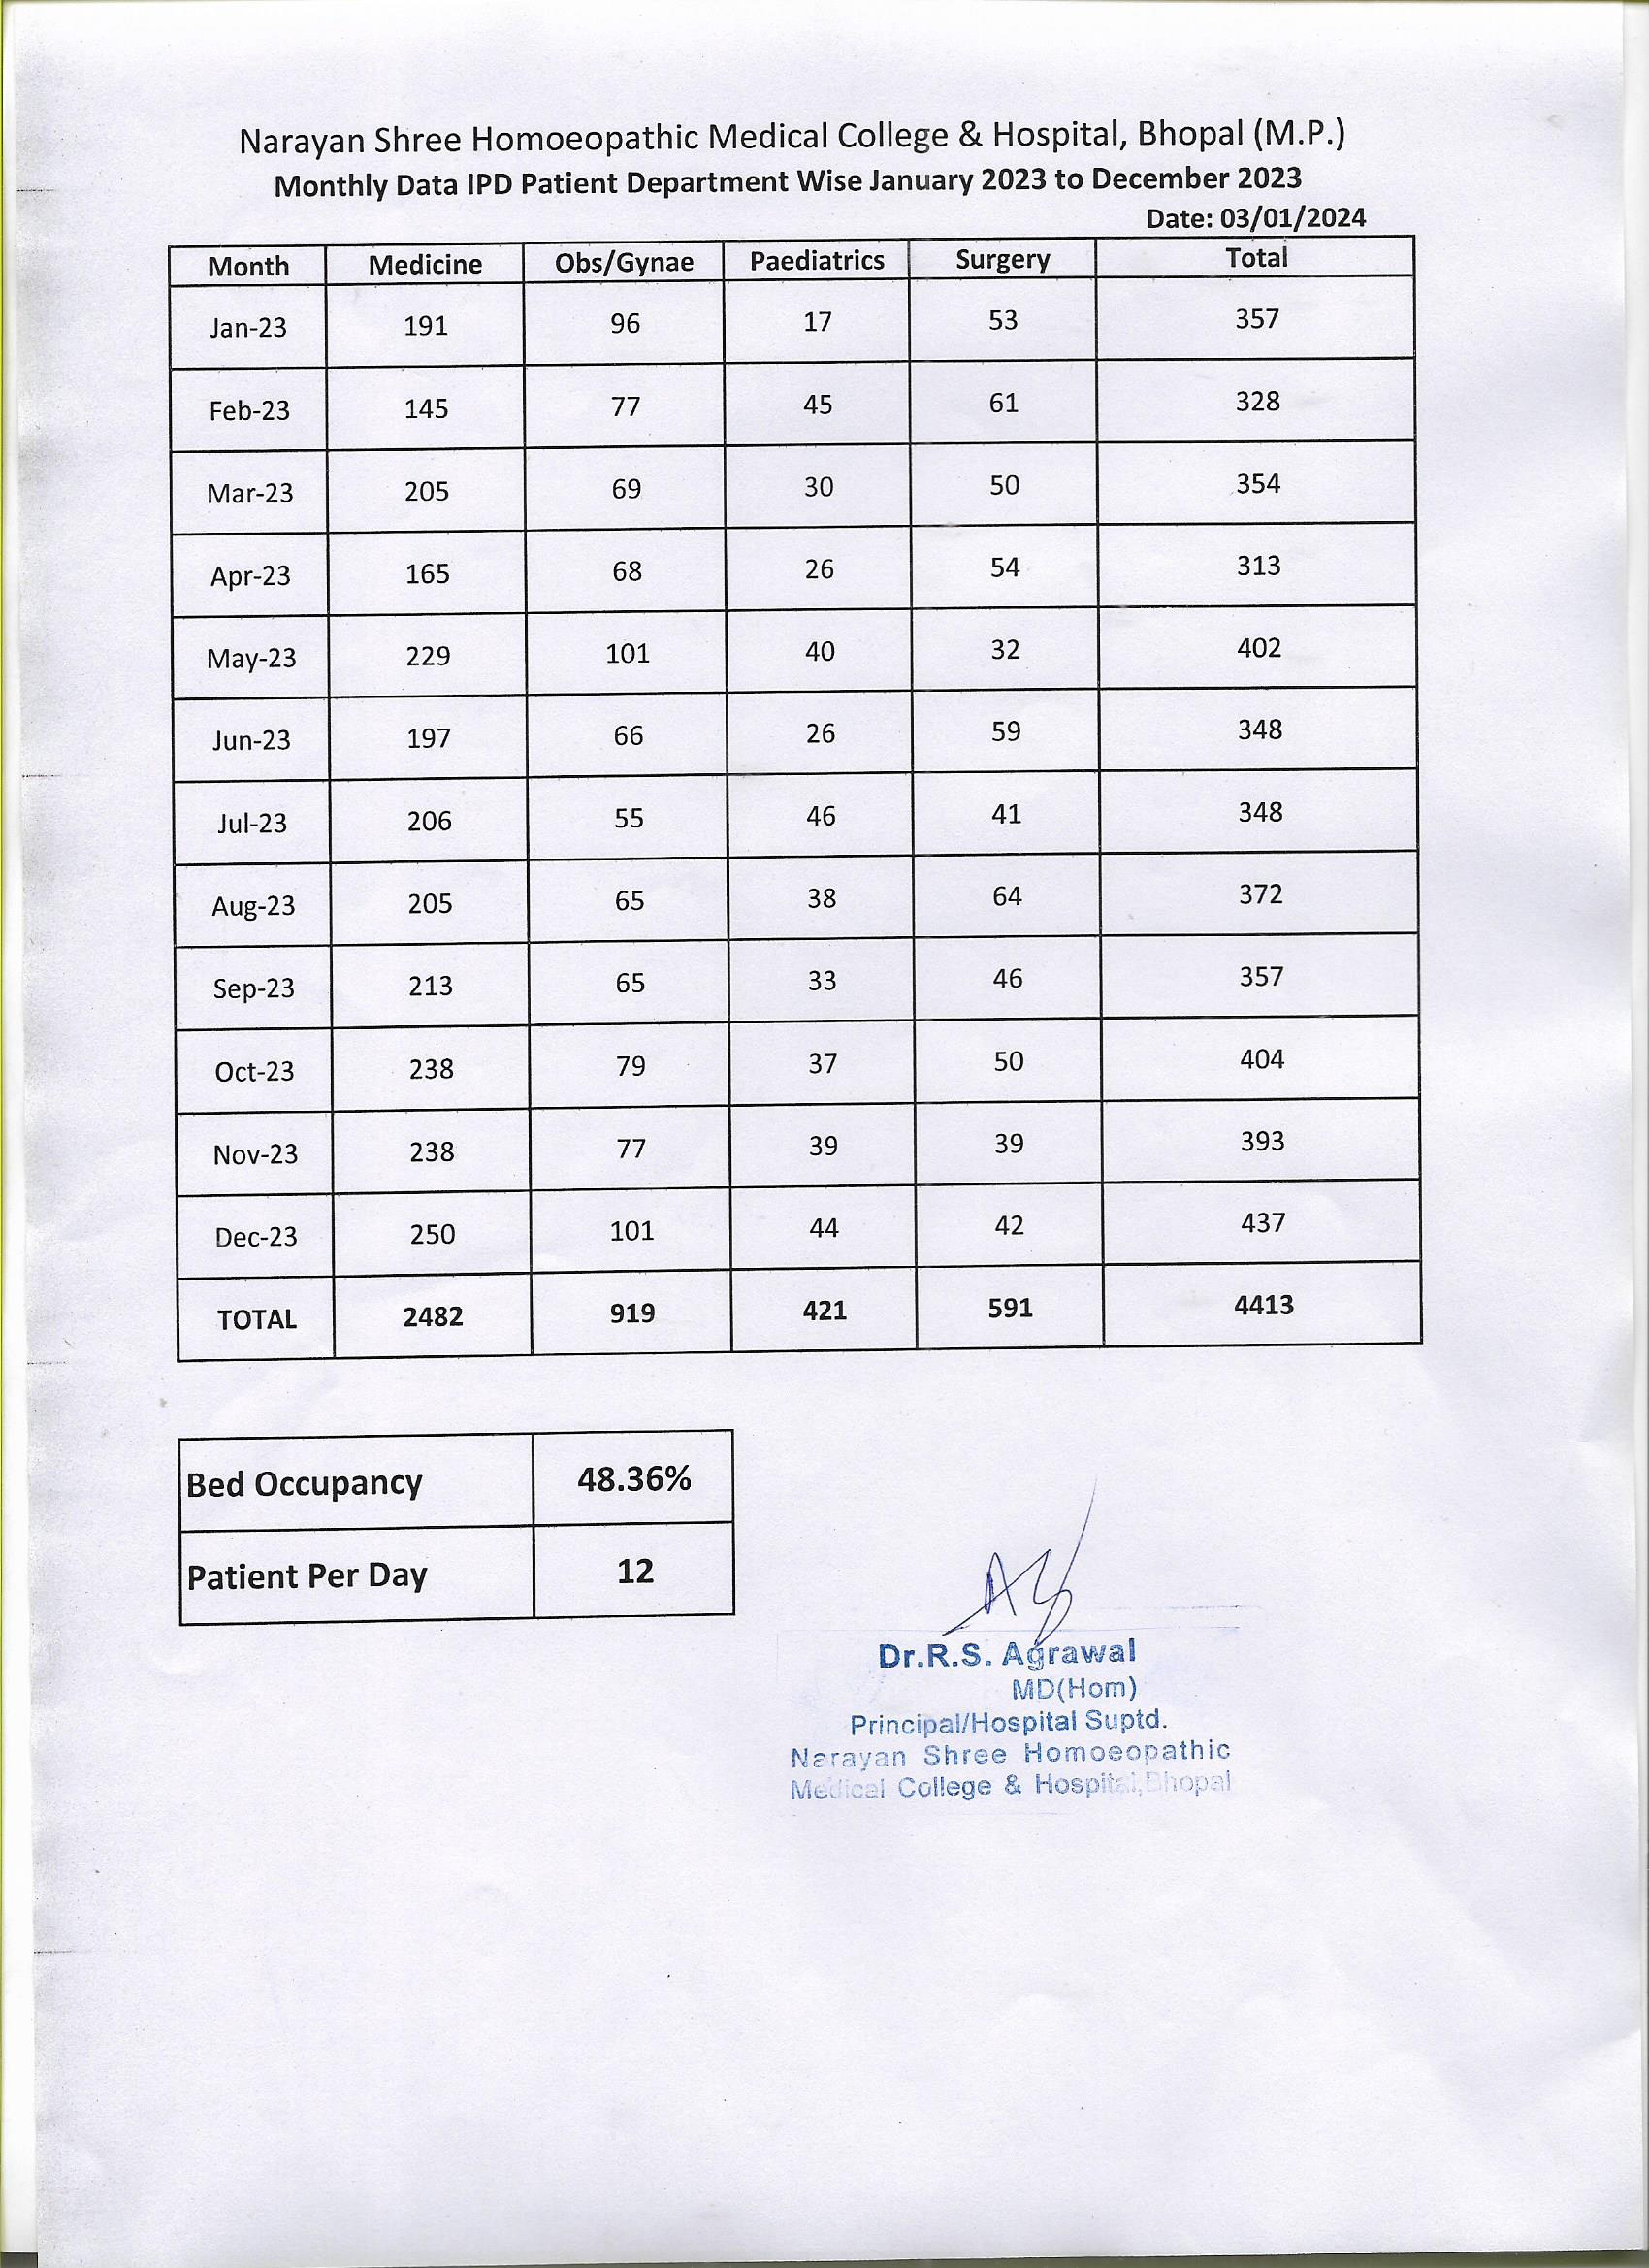 Narayan Shree Homoeopathic Medical College & Hospital, Bhopal (M.P.)
Monthly Data IPD Patient Department Wise January 2023 to December 2023
Date: 03/01/2024
Month Medicine Obs/Gynae Paediatrics Surgery Total
Jan-23 191 96 17 53 357
Feb-23 145 77 45 61 328
Mar-23 205 69 30 50 354
Apr-23 165 68 26 54 313
May-23 229 101 40 32 402
Jun-23 197 66 26 59 348
Jul-23 206 55 46 41 348
Aug-23 205 65 38 64 372
Sep-23 213 65 33 46 357
Oct-23 238 79 37 50 404
Nov-23 238 77 39 39 393
Dec-23 250 101 44 42 437
TOTAL 2482 919 421 591 4413
Bed Occupancy 48.36%
Patient Per Day 12
Dr.R.S. Agrawal
MD(Hom)
Principal/Hospital Suptd.
Narayan Shree Homoeopathic
Medical College & Hospital,Bhopal